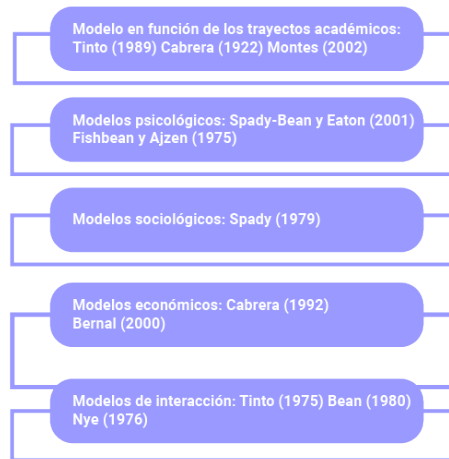 Modelo en función de los trayectos académicos:
Tinto (1989) Cabrera (1922) Montes (2002)
Modelos psicológicos: Spady-Bean y Eaton (2001)
Fishbean y Ajzen (1975)
Modelos sociológicos: Spady (1979)
Modelos económicos: Cabrera (1992)
Bernal (2000)
Modelos de interacción: Tinto (1975) Bean (1980)
Nye (1976)